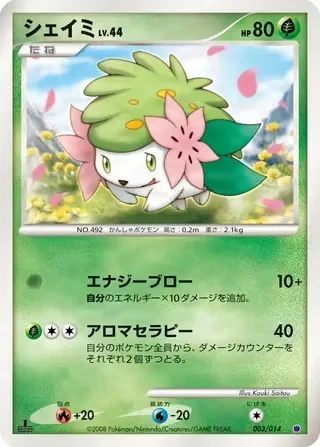 シェイミ LV.44 HP 80
たね
NO.492 かんしゃポケモン 高さ:0.2m 重さ:2.1kg
エナジーブロー 10+
自分のエネルギー×10ダメージを追加。
アロマセラピー 40
自分のポケモン全員から、ダメージカウンターを
それぞれ2個ずつとる。
Illus. Kouki Saitou
弱点 抵抗力 にげる
+20 -20
003/014
©2008 Pokémon/Nintendo/Creatures/GAME FREAK.